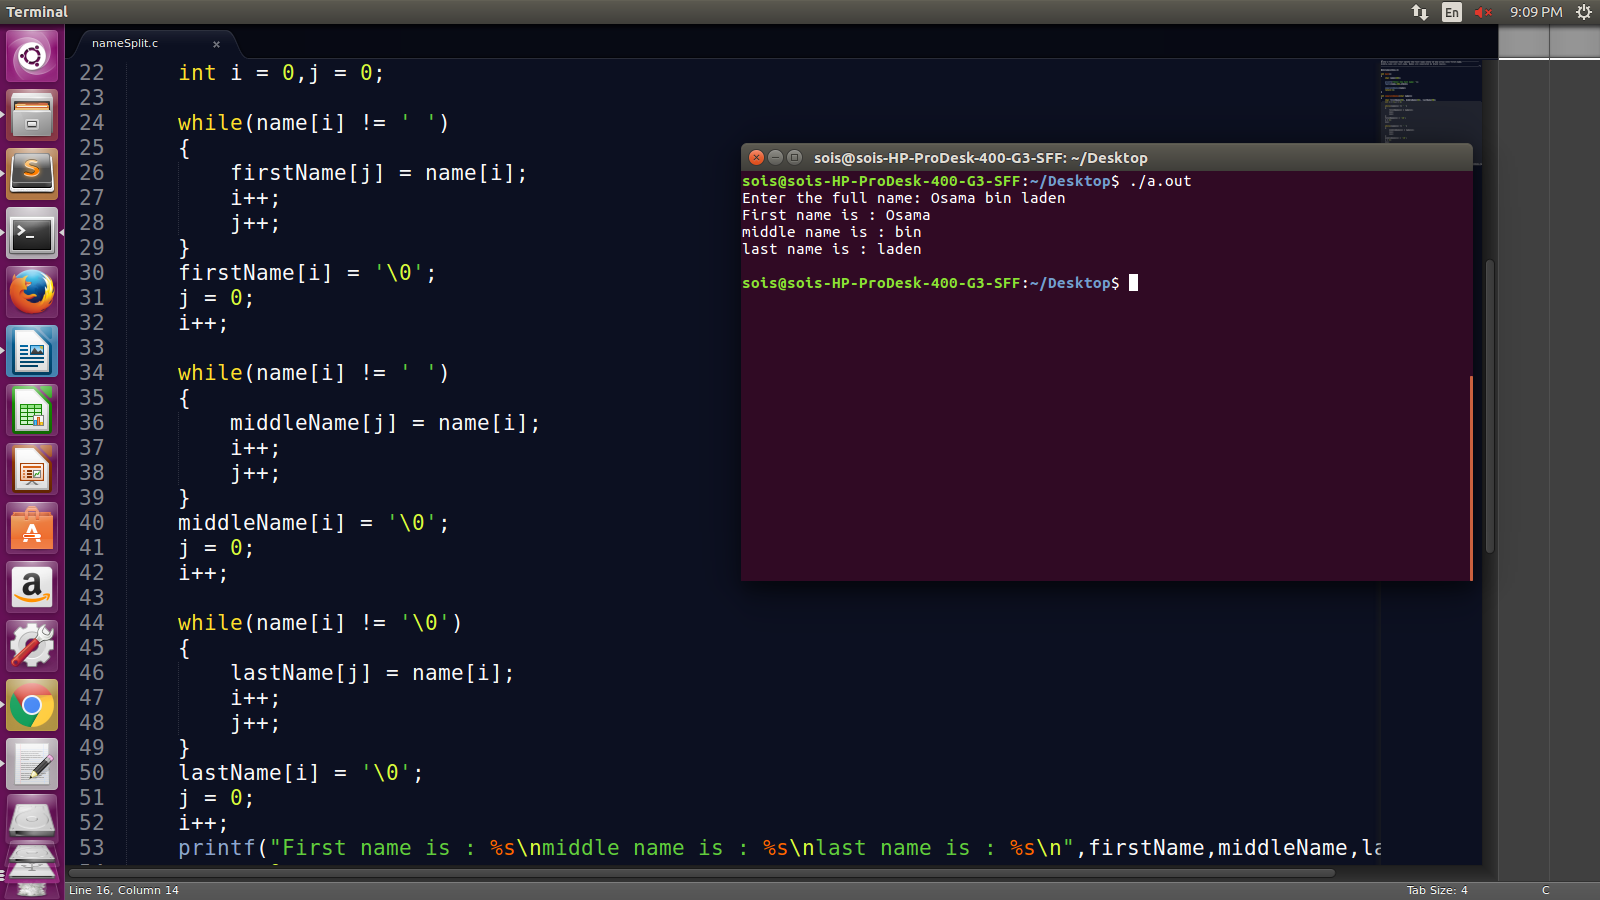 Terminal
En
9:09 PM
nameSplit.c
22 int i = 0,j = 0;
23
24 while(name[i] != ' ')
25 {
26 firstName[j] = name[i];
27 i++;
28 j++;
29 }
30 firstName[i] = '\0';
31 j = 0;
32 i++;
33
34 while(name[i] != ' ')
35 {
36 middleName[j] = name[i];
37 i++;
38 j++;
39 }
40 middleName[i] = '\0';
41 j = 0;
42 i++;
43
44 while(name[i] != '\0')
45 {
46 lastName[j] = name[i];
47 i++;
48 j++;
49 }
50 lastName[i] = '\0';
51 j = 0;
52 i++;
53 printf("First name is : %s\nmiddle name is : %s\nlast name is : %s\n",firstName,middleName,la
sois@sois-HP-ProDesk-400-G3-SFF: ~/Desktop
sois@sois-HP-ProDesk-400-G3-SFF:~/Desktop$ ./a.out
Enter the full name: Osama bin laden
First name is : Osama
middle name is : bin
last name is : laden
sois@sois-HP-ProDesk-400-G3-SFF:~/Desktop$
Line 16, Column 14
Tab Size: 4
C